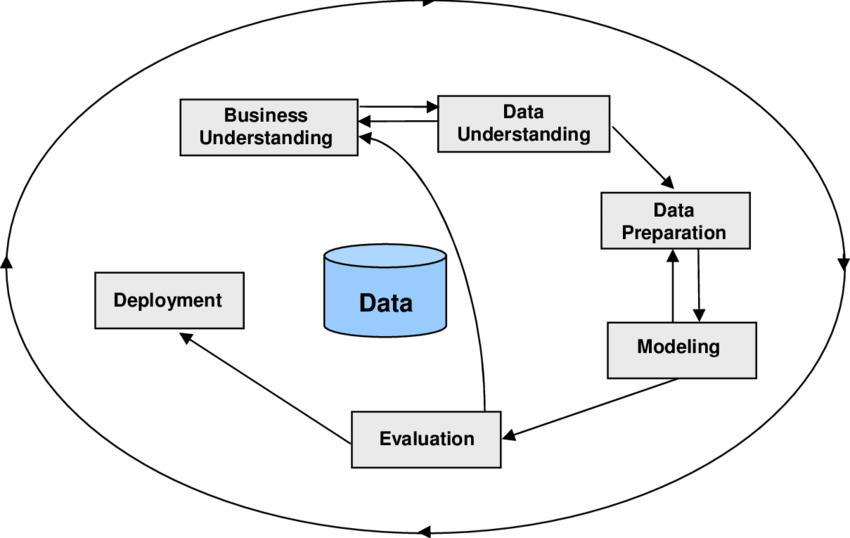 Business
Understanding
Data
Understanding
Data
Preparation
Deployment
Data
Modeling
Evaluation